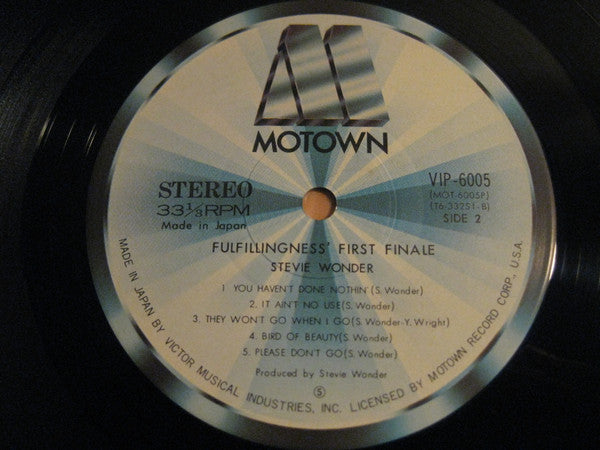 MOTOWN
STEREO
33⅓RPM
Made in Japan
VIP-6005
(MOT-6005P)
(T6-332S1-B)
SIDE 2
FULFILLINGNESS' FIRST FINALE
STEVIE WONDER
1 YOU HAVEN'T DONE NOTHIN'(S. Wonder)
2. IT AIN'T NO USE(S. Wonder)
3. THEY WON'T GO WHEN I GO(S. Wonder-Y. Wright)
4. BIRD OF BEAUTY(S. Wonder)
5. PLEASE DON'T GO(S. Wonder)
Produced by Stevie Wonder
Ⓢ
MADE IN JAPAN BY VICTOR MUSICAL INDUSTRIES, INC. LICENSED BY MOTOWN RECORD CORP., U.S.A.